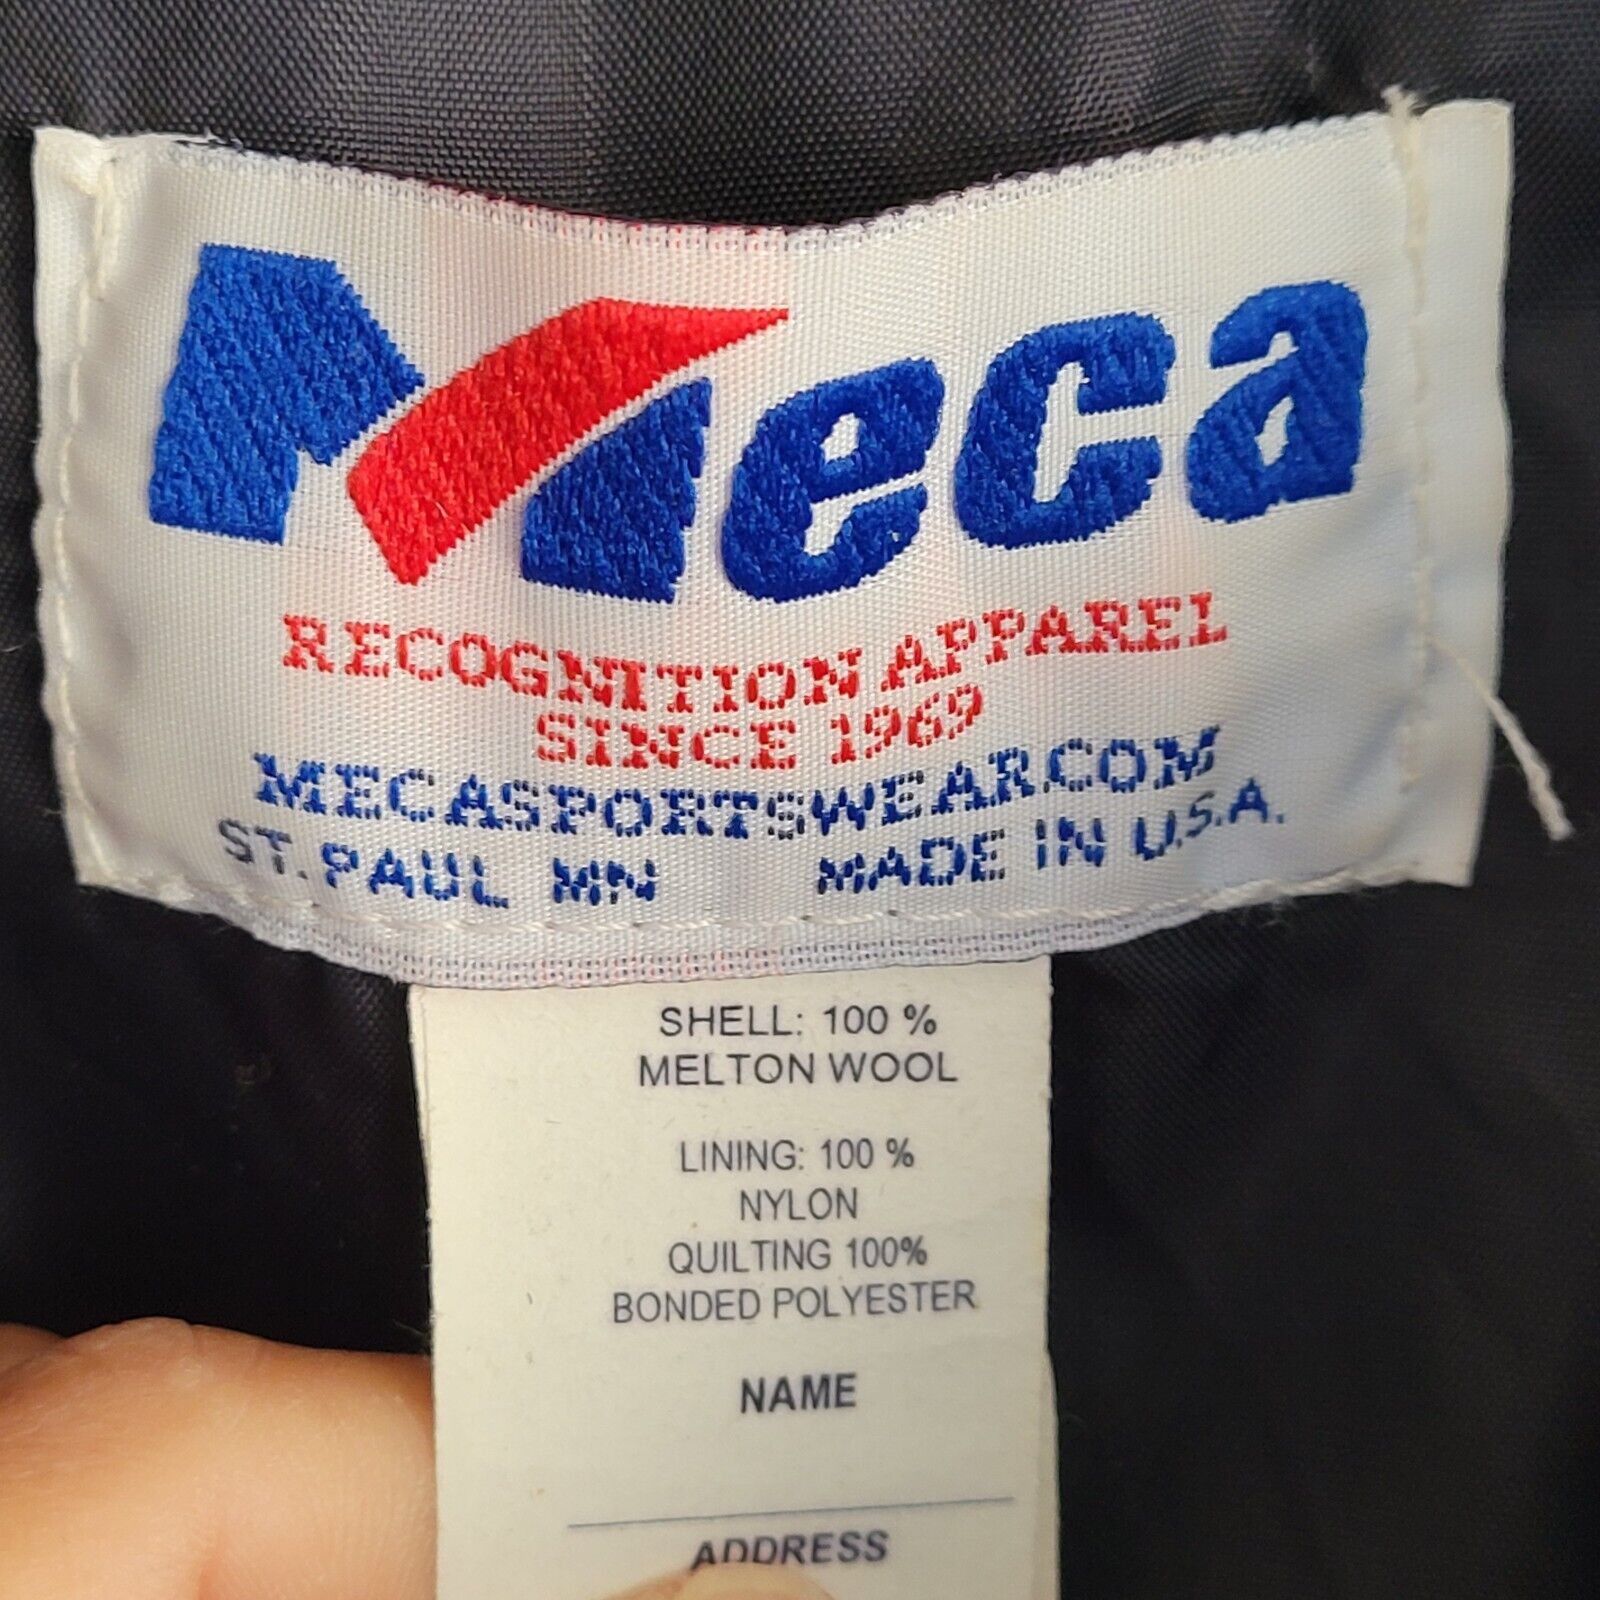 Meca
RECOGNITION APPAREL
SINCE 1969
MECASPORTSWEAR.COM
ST. PAUL MN MADE IN U.S.A.
SHELL: 100 %
MELTON WOOL
LINING: 100 %
NYLON
QUILTING 100%
BONDED POLYESTER
NAME
ADDRESS